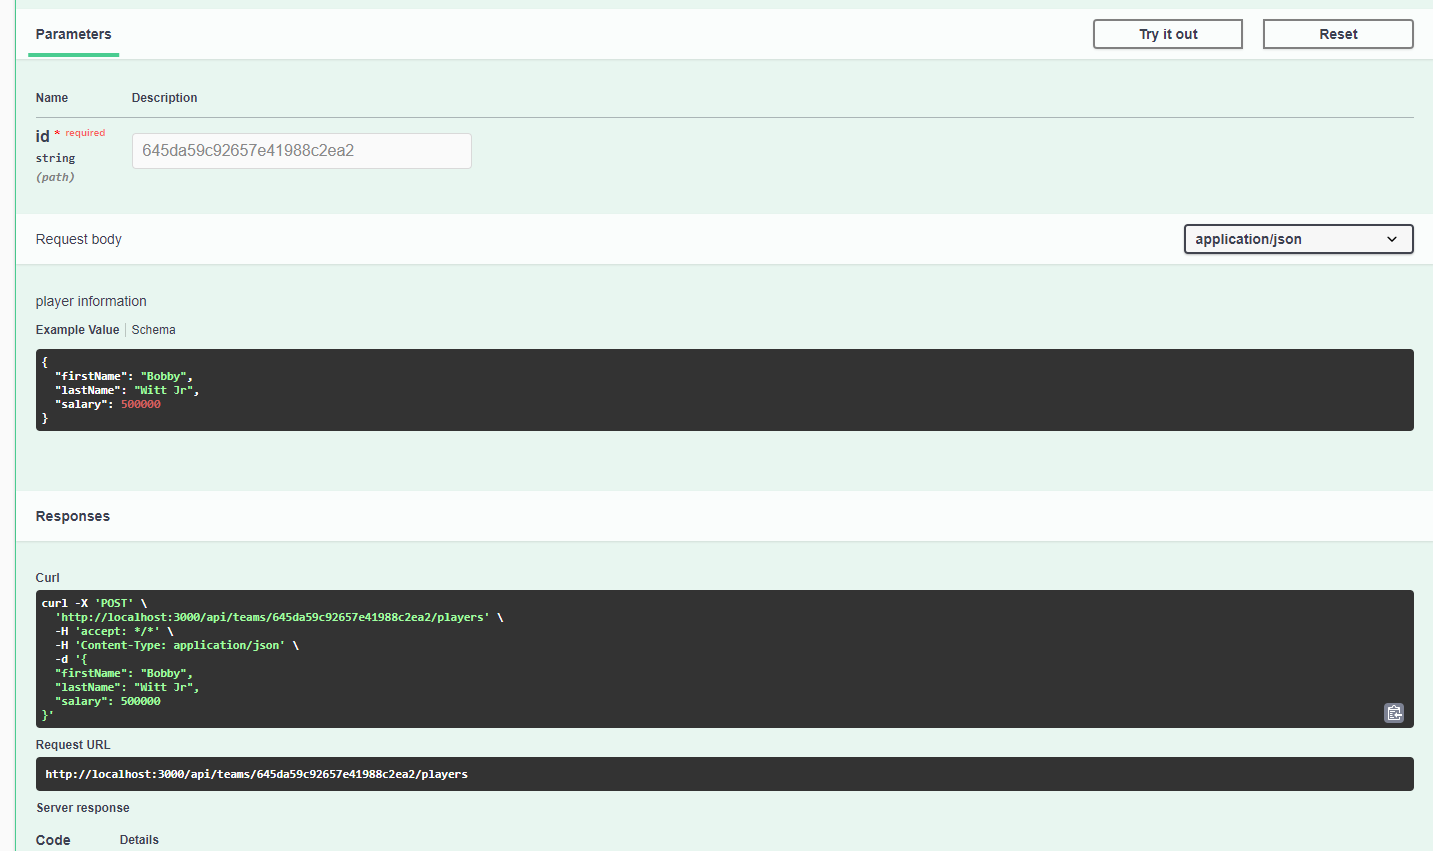 Parameters
Try it out
Reset
Name Description
id * required
string
(path)
645da59c92657e41988c2ea2
Request body
application/json
player information
Example Value Schema
{
  "firstName": "Bobby",
  "lastName": "Witt Jr",
  "salary": 500000
}
Responses
Curl
curl -X 'POST' \
  'http://localhost:3000/api/teams/645da59c92657e41988c2ea2/players' \
  -H 'accept: */*' \
  -H 'Content-Type: application/json' \
  -d '{
  "firstName": "Bobby",
  "lastName": "Witt Jr",
  "salary": 500000
}'
Request URL
http://localhost:3000/api/teams/645da59c92657e41988c2ea2/players
Server response
Code Details